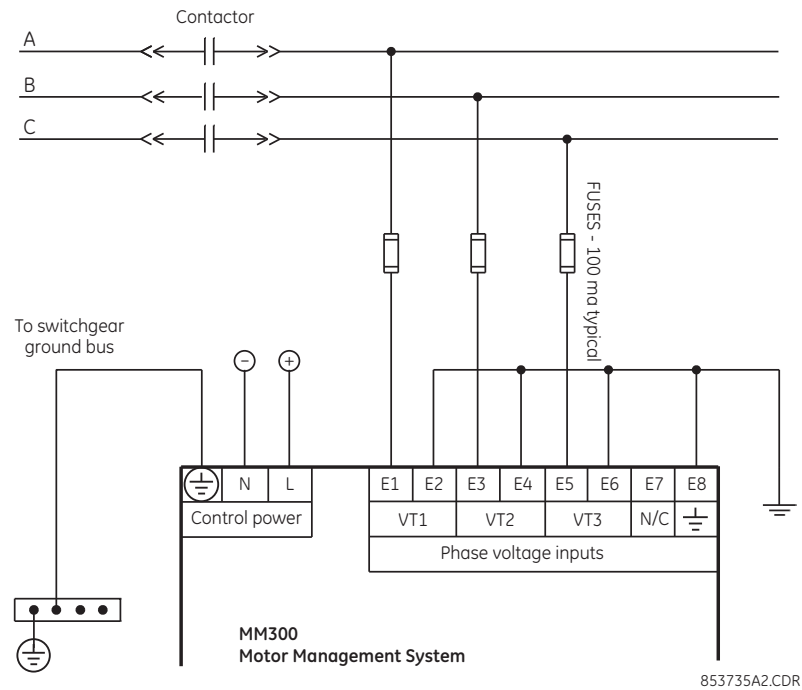 Contactor
A
B
C
FUSES - 100 ma typical
To switchgear
ground bus
− +
N L E1 E2 E3 E4 E5 E6 E7 E8
Control power VT1 VT2 VT3 N/C
Phase voltage inputs
MM300
Motor Management System
853735A2.CDR